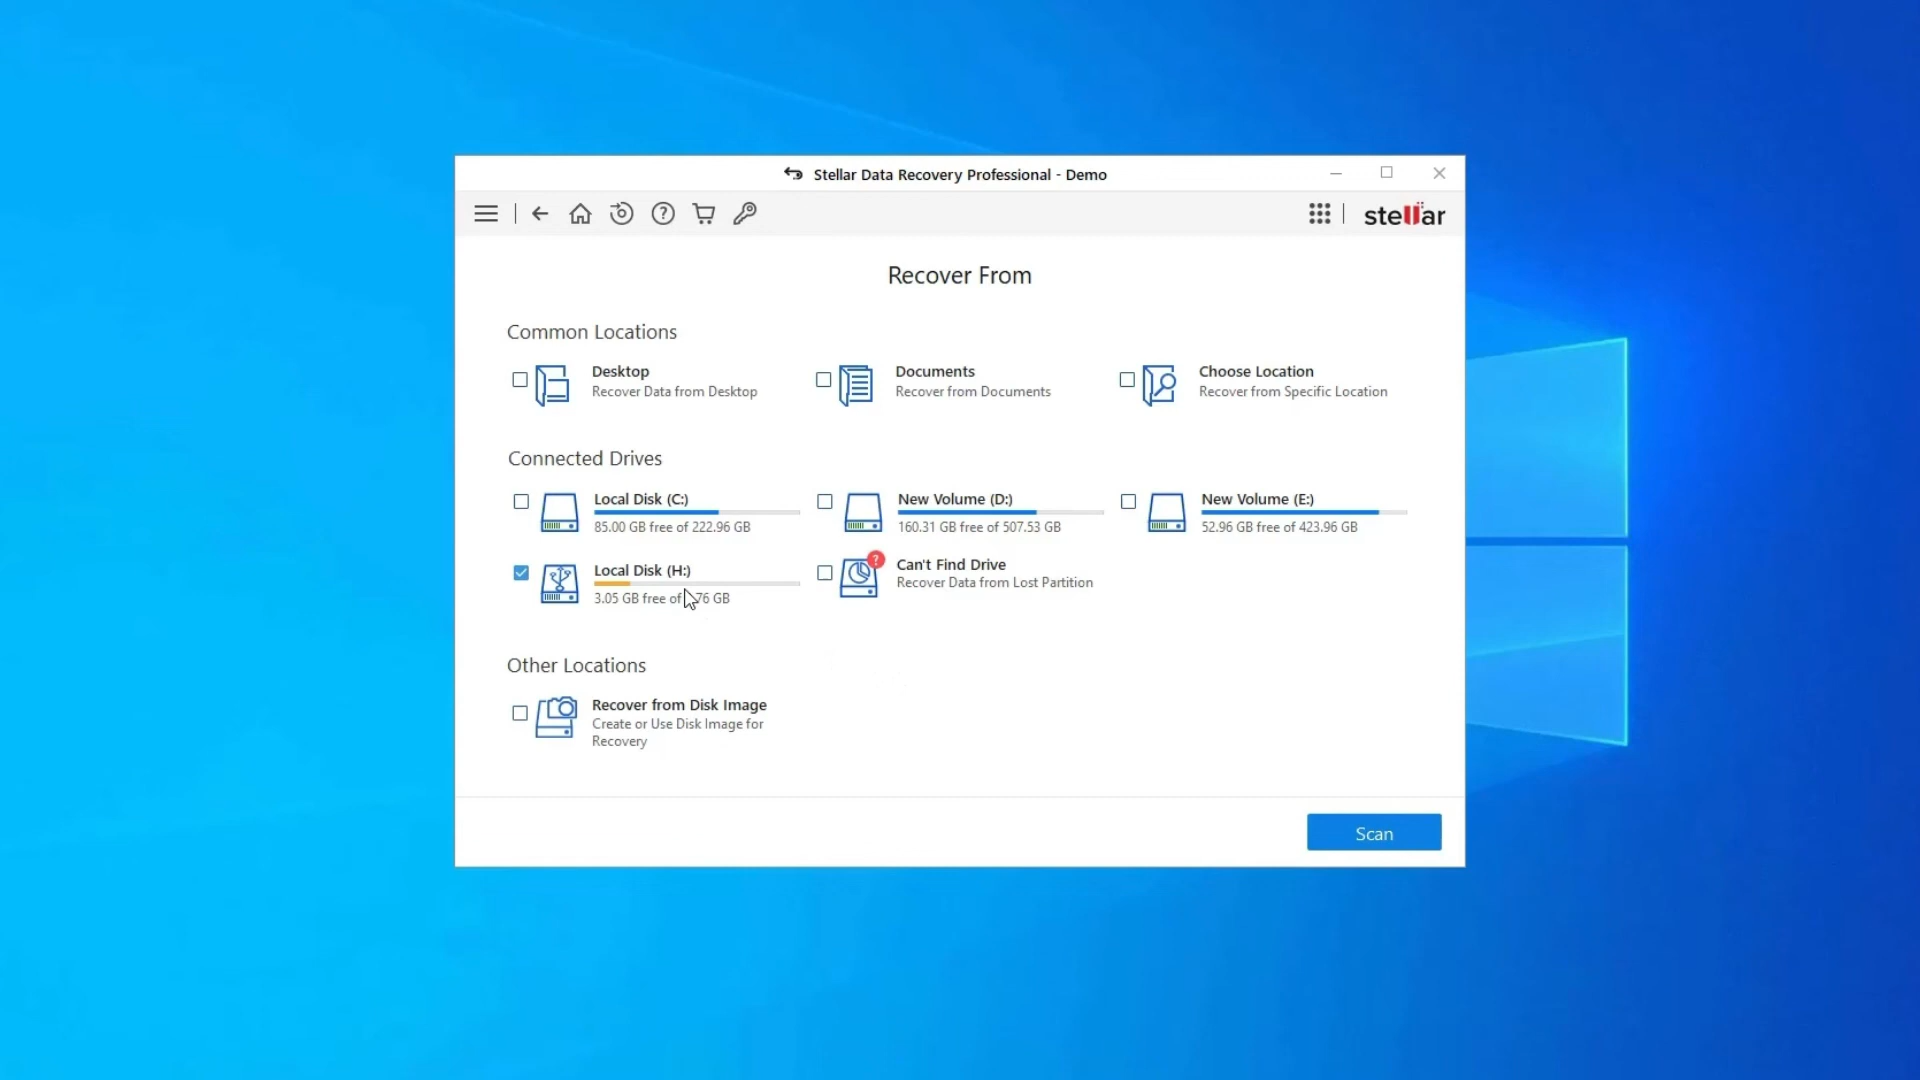 Stellar Data Recovery Professional - Demo
stellar
Recover From
Common Locations
Desktop
Recover Data from Desktop
Documents
Recover from Documents
Choose Location
Recover from Specific Location
Connected Drives
Local Disk (C:)
85.00 GB free of 222.96 GB
New Volume (D:)
160.31 GB free of 507.53 GB
New Volume (E:)
52.96 GB free of 423.96 GB
Local Disk (H:)
3.05 GB free of GB
Can't Find Drive
Recover Data from Lost Partition
Other Locations
Recover from Disk Image
Create or Use Disk Image for
Recovery
Scan